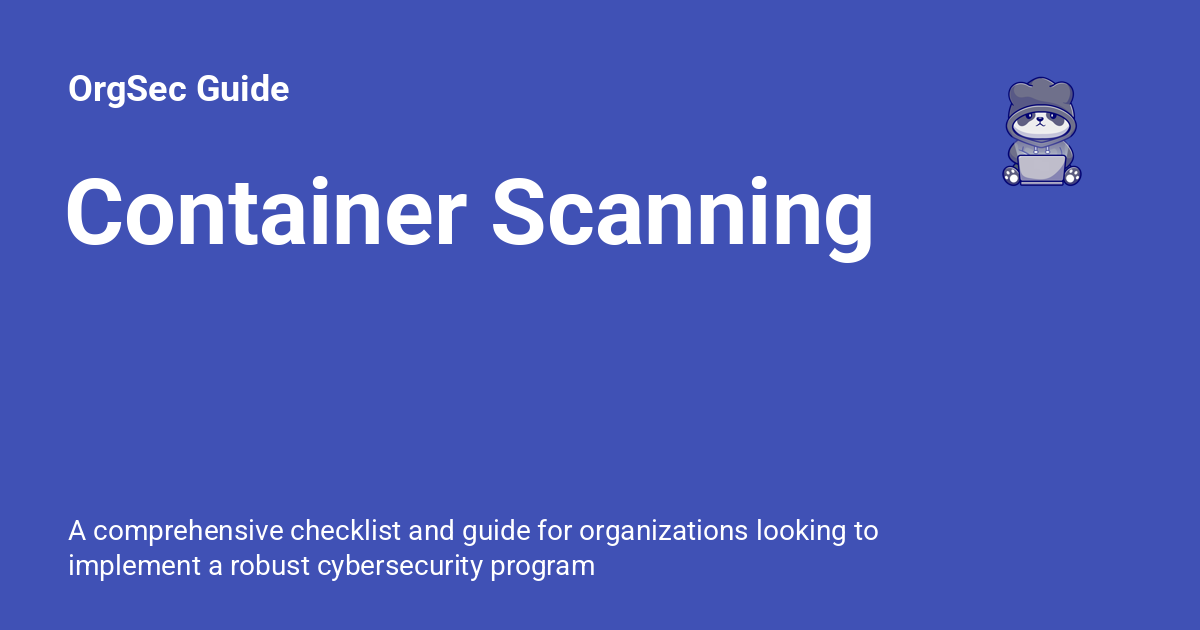 OrgSec Guide
Container Scanning
A comprehensive checklist and guide for organizations looking to
implement a robust cybersecurity program